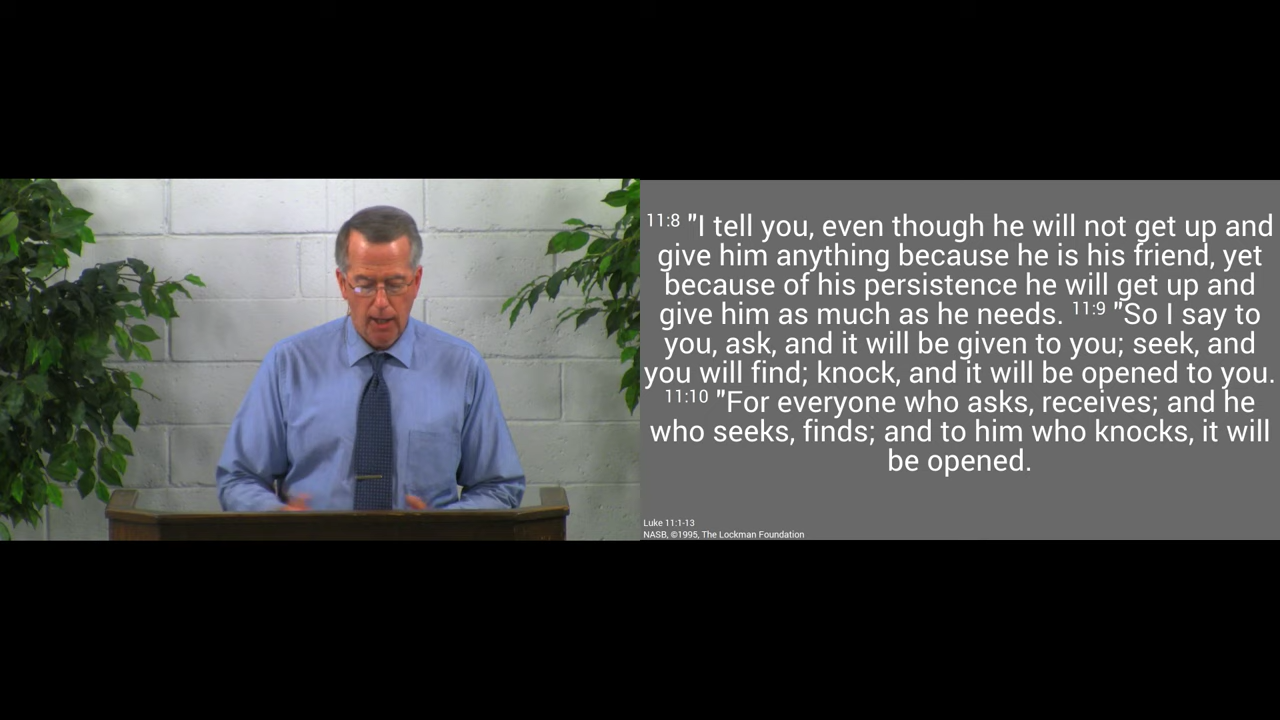 11:8 "I tell you, even though he will not get up and
give him anything because he is his friend, yet
because of his persistence he will get up and
give him as much as he needs. 11:9 "So I say to
you, ask, and it will be given to you; seek, and
you will find; knock, and it will be opened to you.
11:10 "For everyone who asks, receives; and he
who seeks, finds; and to him who knocks, it will
be opened.
Luke 11:1-13
NASB, ©1995, The Lockman Foundation